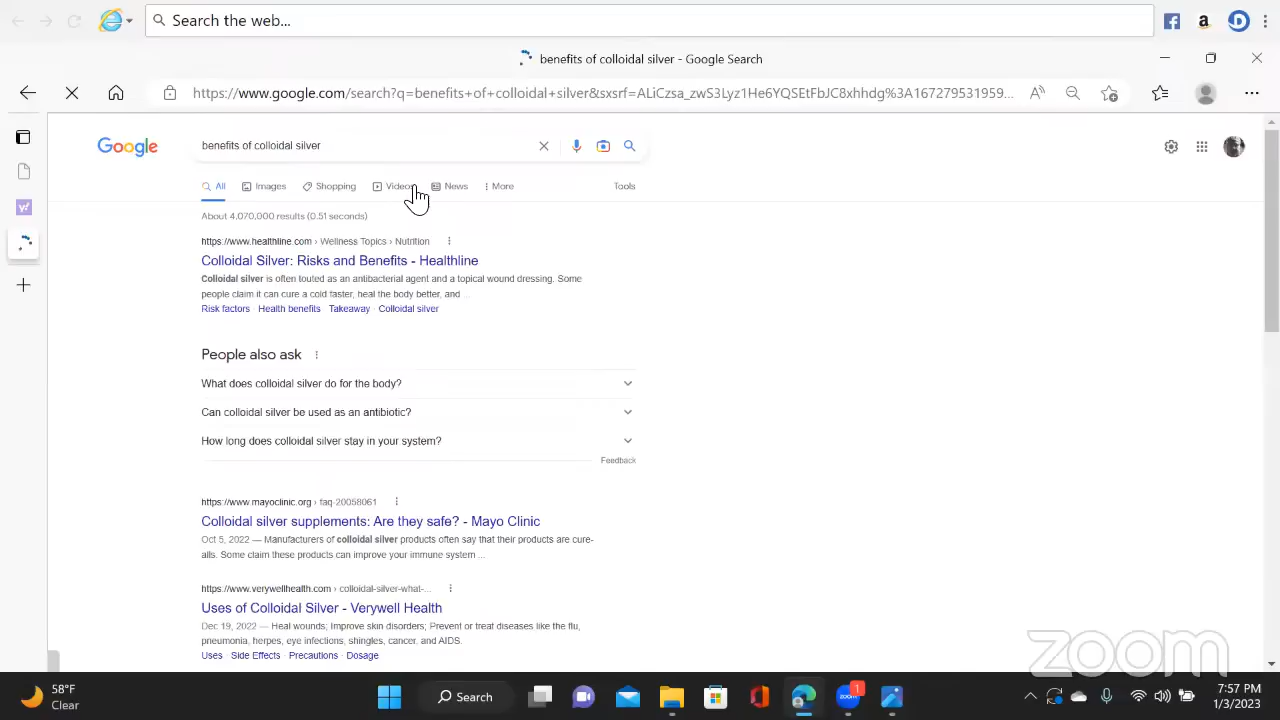 Search the web...
benefits of colloidal silver - Google Search
https://www.google.com/search?q=benefits+of+colloidal+silver&sxsrf=ALiCzsa_zwS3Lyz1He6YQSEtFbJC8xhhdg%3A167279531959...
Google
benefits of colloidal silver
All Images Shopping Videos News More Tools
About 4,070,000 results (0.51 seconds)
https://www.healthline.com › Wellness Topics › Nutrition
Colloidal Silver: Risks and Benefits - Healthline
Colloidal silver is often touted as an antibacterial agent and a topical wound dressing. Some
people claim it can cure a cold faster, heal the body better, and ...
Risk factors · Health benefits · Takeaway · Colloidal silver
People also ask
What does colloidal silver do for the body?
Can colloidal silver be used as an antibiotic?
How long does colloidal silver stay in your system?
Feedback
https://www.mayoclinic.org › faq-20058061
Colloidal silver supplements: Are they safe? - Mayo Clinic
Oct 5, 2022 — Manufacturers of colloidal silver products often say that their products are cure-
alls. Some claim these products can improve your immune system ...
https://www.verywellhealth.com › colloidal-silver-what-...
Uses of Colloidal Silver - Verywell Health
Dec 19, 2022 — Heal wounds; Improve skin disorders; Prevent or treat diseases like the flu,
pneumonia, herpes, eye infections, shingles, cancer, and AIDS.
Uses · Side Effects · Precautions · Dosage
zoom
58°F
Clear
Search
zoom
1
7:57 PM
1/3/2023